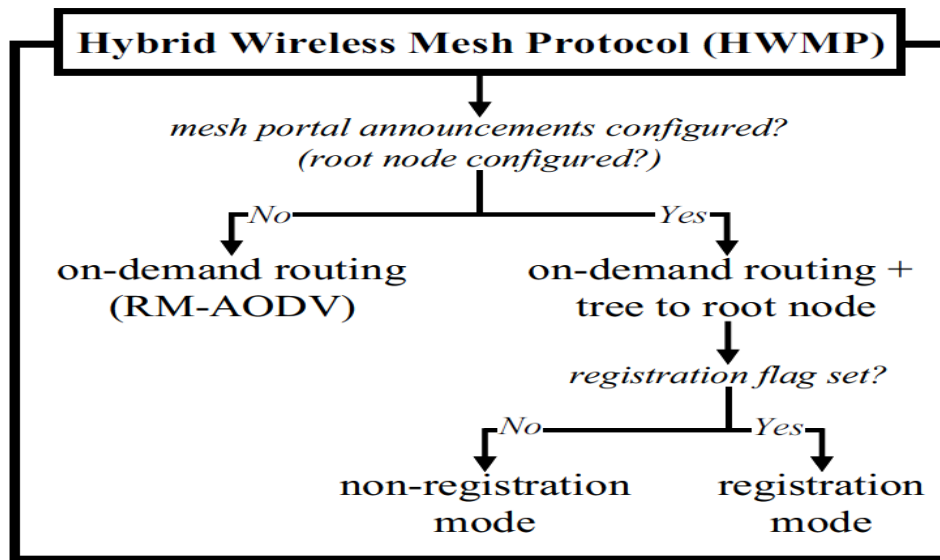 Hybrid Wireless Mesh Protocol (HWMP)
mesh portal announcements configured?
(root node configured?)
No
Yes
on-demand routing
(RM-AODV)
on-demand routing +
tree to root node
registration flag set?
No
Yes
non-registration
mode
registration
mode